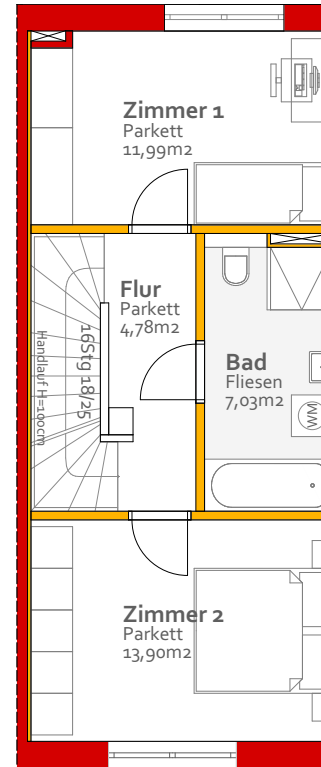 Zimmer 1
Parkett
11,99m2
Flur
Parkett
4,78m2
16Stg 18/25
Handlauf H=100cm
Bad
Fliesen
7,03m2
WM
Zimmer 2
Parkett
13,90m2